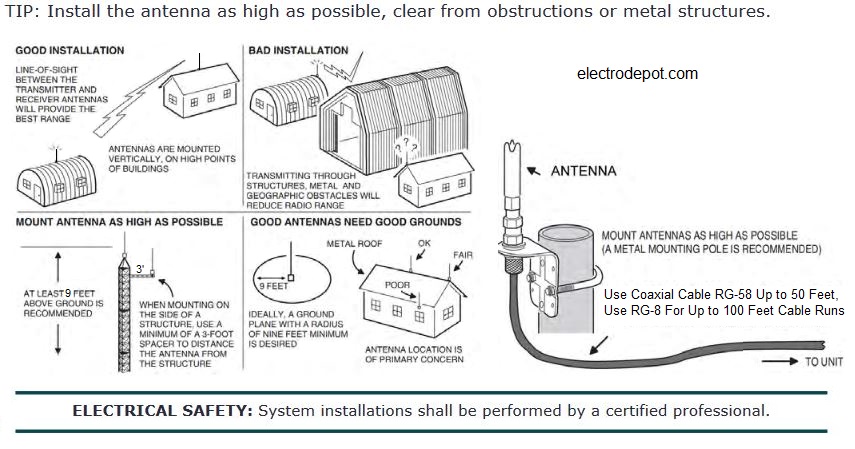 TIP: Install the antenna as high as possible, clear from obstructions or metal structures.
GOOD INSTALLATION
LINE-OF-SIGHT
BETWEEN THE
TRANSMITTER AND
RECEIVER ANTENNAS
WILL PROVIDE THE
BEST RANGE
ANTENNAS ARE MOUNTED
VERTICALLY, ON HIGH POINTS
OF BUILDINGS
BAD INSTALLATION
? ? ?
TRANSMITTING THROUGH
STRUCTURES, METAL AND
GEOGRAPHIC OBSTACLES WILL
REDUCE RADIO RANGE
MOUNT ANTENNA AS HIGH AS POSSIBLE
AT LEAST 9 FEET
ABOVE GROUND IS
RECOMMENDED
3'
WHEN MOUNTING ON
THE SIDE OF A
STRUCTURE, USE A
MINIMUM OF A 3-FOOT
SPACER TO DISTANCE
THE ANTENNA FROM
THE STRUCTURE
GOOD ANTENNAS NEED GOOD GROUNDS
9 FEET
IDEALLY, A GROUND
PLANE WITH A RADIUS
OF NINE FEET MINIMUM
IS DESIRED
METAL ROOF
OK
FAIR
POOR
ANTENNA LOCATION IS
OF PRIMARY CONCERN
electrodepot.com
ANTENNA
MOUNT ANTENNAS AS HIGH AS POSSIBLE
(A METAL MOUNTING POLE IS RECOMMENDED)
Use Coaxial Cable RG-58 Up to 50 Feet,
Use RG-8 For Up to 100 Feet Cable Runs
TO UNIT
ELECTRICAL SAFETY: System installations shall be performed by a certified professional.